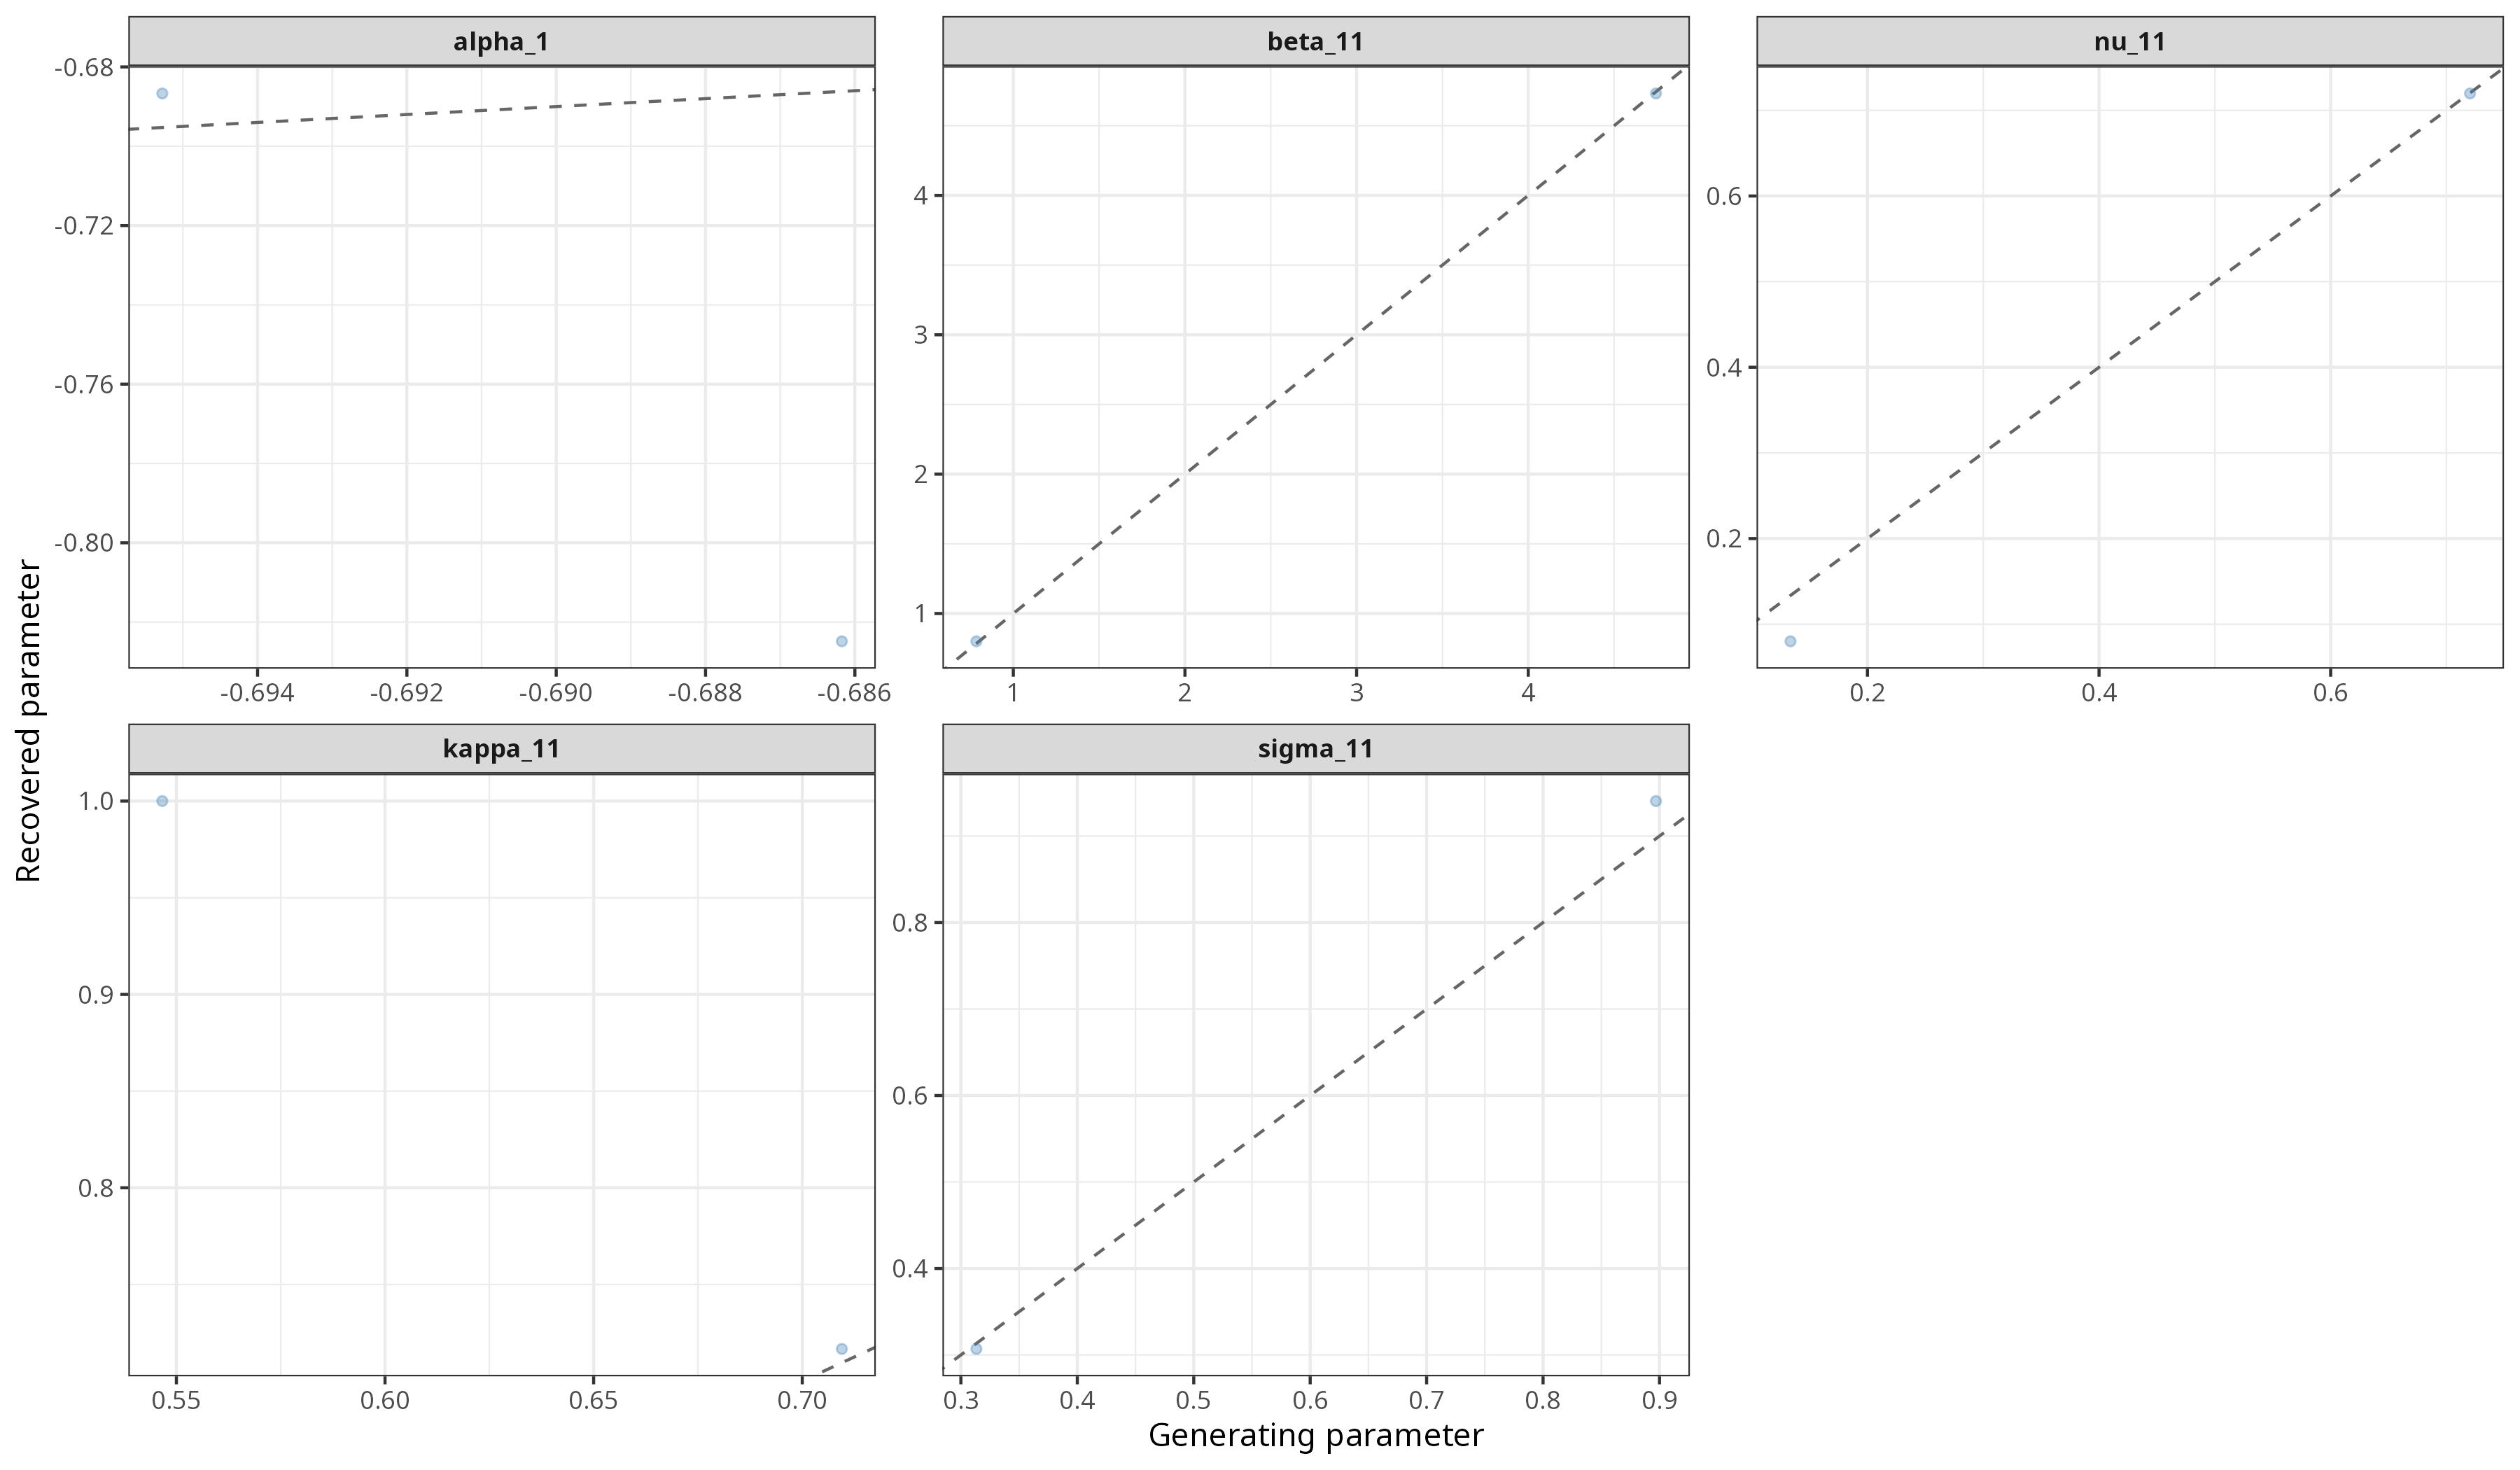 alpha_1
beta_11
nu_11
-0.68
-0.72
-0.76
-0.80
4
3
2
1
0.6
0.4
0.2
-0.694 -0.692 -0.690 -0.688 -0.686
1 2 3 4
0.2 0.4 0.6
Recovered parameter
kappa_11
sigma_11
1.0
0.9
0.8
0.8
0.6
0.4
0.55 0.60 0.65 0.70
0.3 0.4 0.5 0.6 0.7 0.8 0.9
Generating parameter